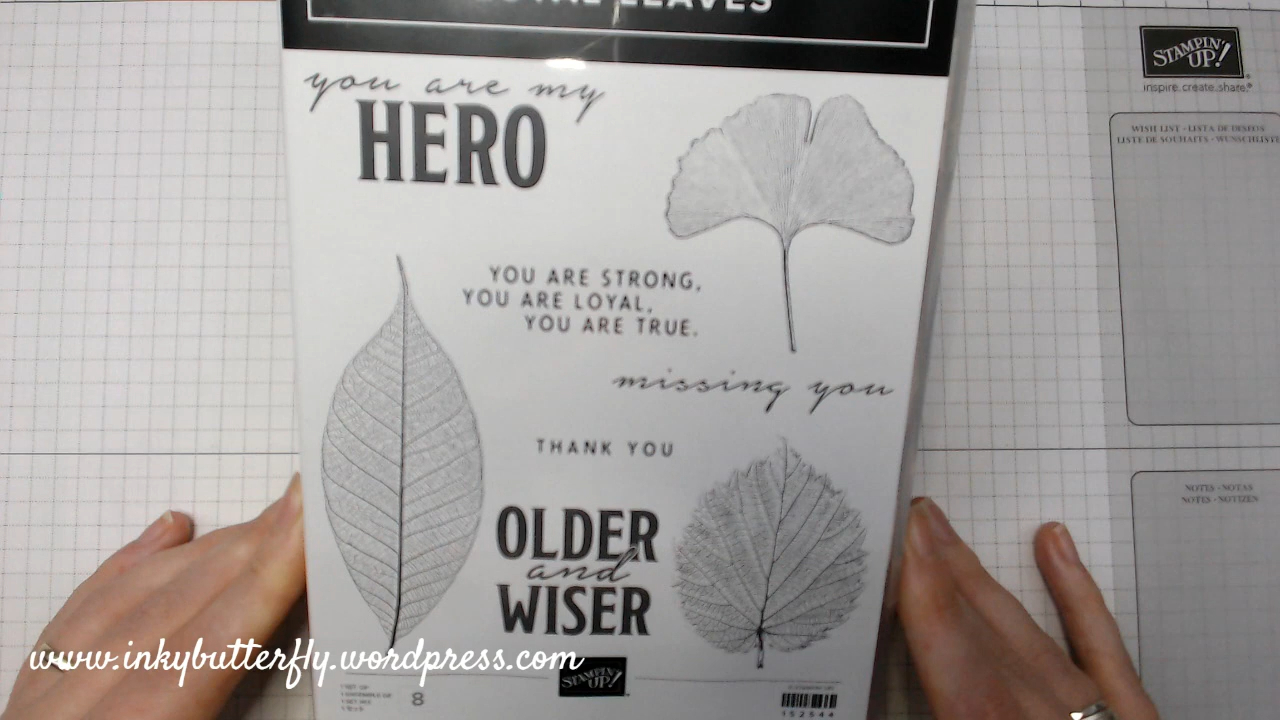 LEAVES
you are my
HERO
YOU ARE STRONG,
YOU ARE LOYAL,
YOU ARE TRUE.
missing you
THANK YOU
OLDER
and
WISER
STAMPIN' UP!
8
152544
STAMPIN' UP!
inspire. create. share.®
WISH LIST • LISTA DE DESEOS
LISTE DE SOUHAITS • WUNSCHLISTE
NOTES • NOTAS
NOTES • NOTIZEN
www.inkybutterfly.wordpress.com